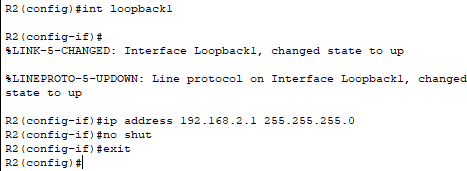 R2(config)#int loopback1

R2(config-if)#
%LINK-5-CHANGED: Interface Loopback1, changed state to up

%LINEPROTO-5-UPDOWN: Line protocol on Interface Loopback1, changed
state to up

R2(config-if)#ip address 192.168.2.1 255.255.255.0
R2(config-if)#no shut
R2(config-if)#exit
R2(config)#